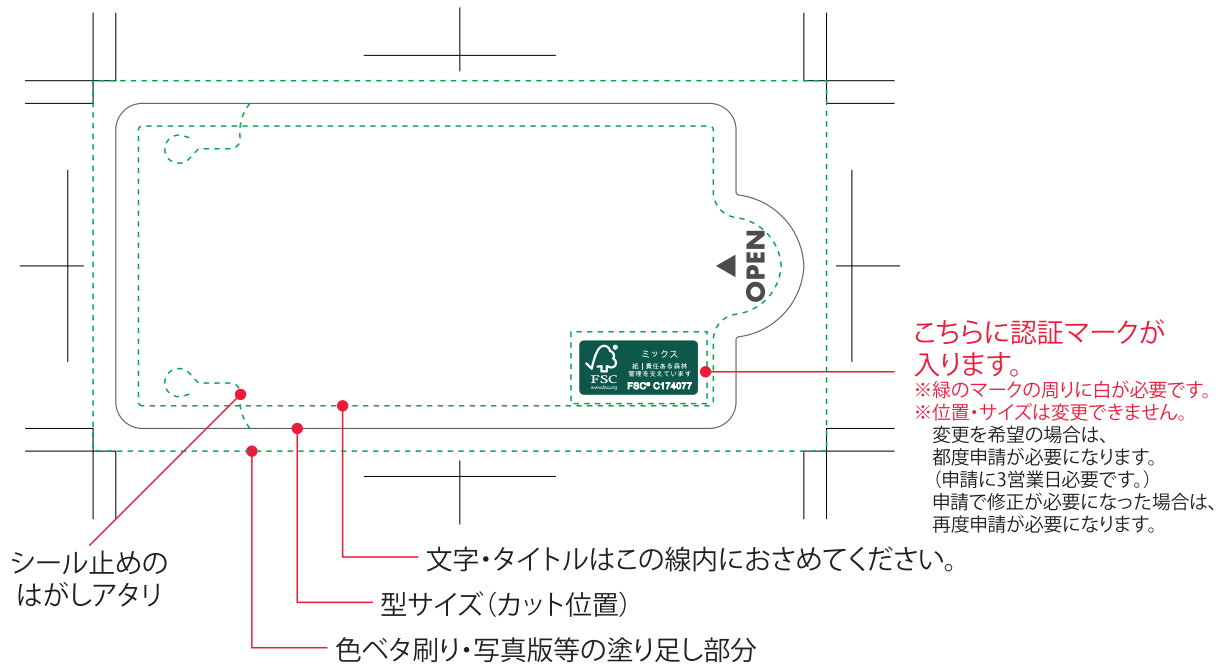 OPEN
ミックス
紙 | 責任ある森林
管理を支えています
FSC
www.fsc.org
FSC® C174077
こちらに認証マークが
入ります。
※緑のマークの周りに白が必要です。
※位置・サイズは変更できません。
変更を希望の場合は、
都度申請が必要になります。
（申請に3営業日必要です。）
申請で修正が必要になった場合は、
再度申請が必要になります。
シール止めの
はがしアタリ
文字・タイトルはこの線内におさめてください。
型サイズ（カット位置）
色ベタ刷り・写真版等の塗り足し部分